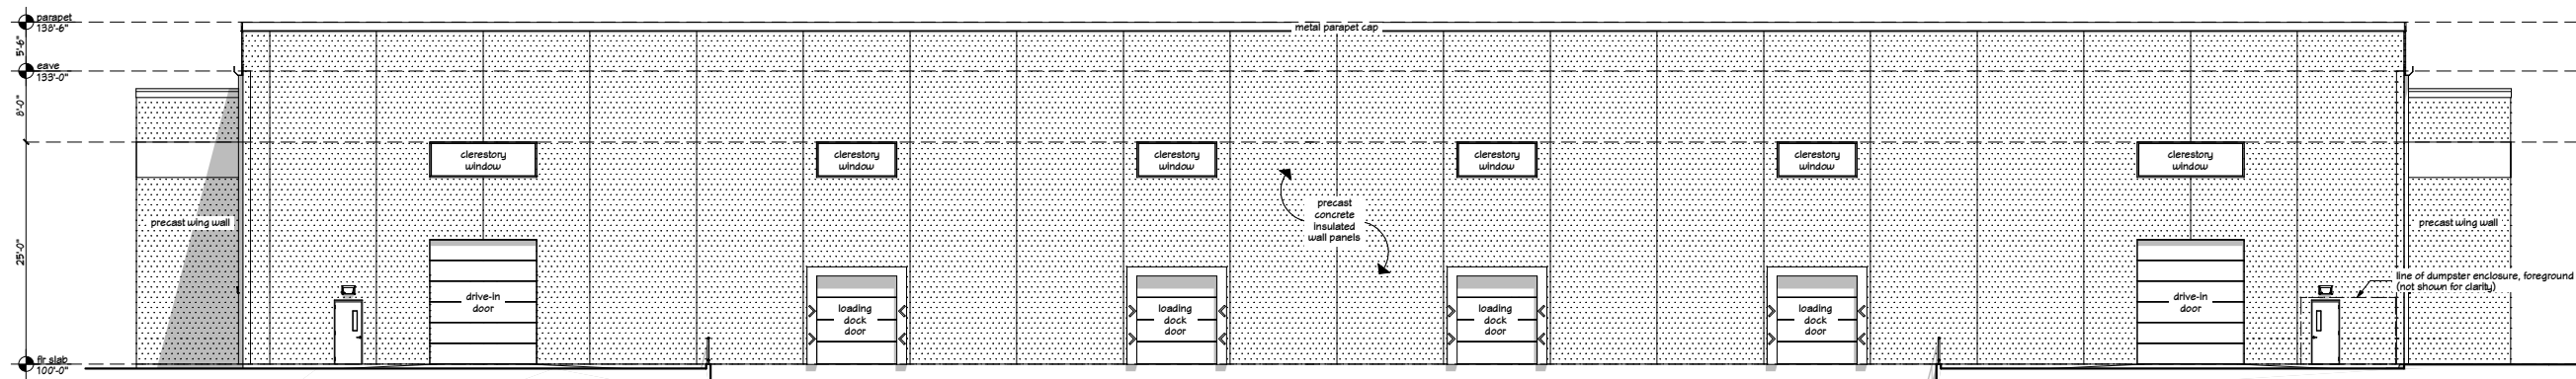 parapet
138'-6"
metal parapet cap
5'-6"
eave
133'-0"
8'-0"
clerestory
window
clerestory
window
clerestory
window
clerestory
window
clerestory
window
clerestory
window
precast wing wall
precast
concrete
insulated
wall panels
precast wing wall
25'-0"
drive-in
door
loading
dock
door
loading
dock
door
loading
dock
door
loading
dock
door
drive-in
door
line of dumpster enclosure, foreground
(not shown for clarity)
flr slab
100'-0"